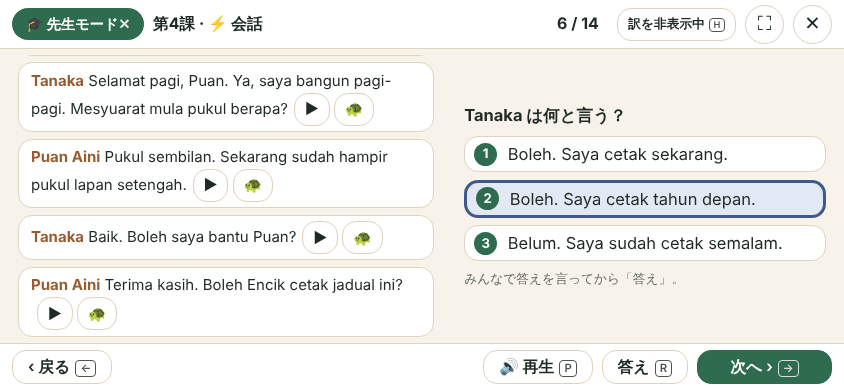 🎓 先生モード✕ 第4課 · ⚡ 会話 6 / 14 訳を非表示中 H ✕
Tanaka Selamat pagi, Puan. Ya, saya bangun pagi-
pagi. Mesyuarat mula pukul berapa? ▶ 🐢
Puan Aini Pukul sembilan. Sekarang sudah hampir
pukul lapan setengah. ▶ 🐢
Tanaka Baik. Boleh saya bantu Puan? ▶ 🐢
Puan Aini Terima kasih. Boleh Encik cetak jadual ini?
▶ 🐢
Tanaka は何と言う？
1 Boleh. Saya cetak sekarang.
2 Boleh. Saya cetak tahun depan.
3 Belum. Saya sudah cetak semalam.
みんなで答えを言ってから「答え」。
‹ 戻る ← 🔊 再生 P 答え R 次へ › →